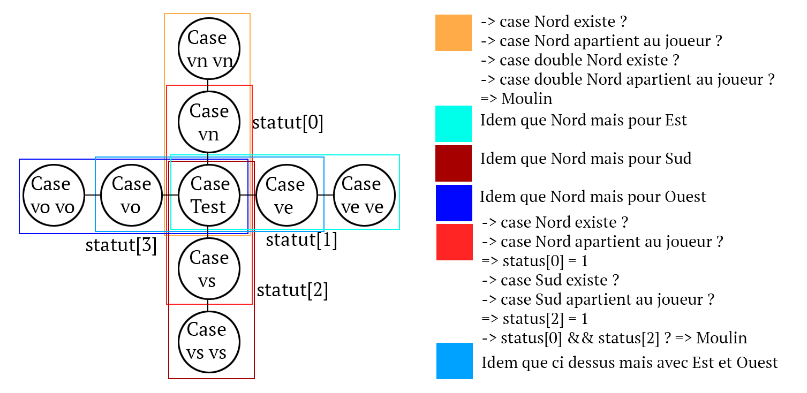 Case
vn vn
Case
vn
statut[0]
Case
vo vo
Case
vo
Case
Test
Case
ve
Case
ve ve
statut[3]
statut[1]
Case
vs
statut[2]
Case
vs vs
-> case Nord existe ?
-> case Nord apartient au joueur ?
-> case double Nord existe ?
-> case double Nord apartient au joueur ?
=> Moulin
Idem que Nord mais pour Est
Idem que Nord mais pour Sud
Idem que Nord mais pour Ouest
-> case Nord existe ?
-> case Nord apartient au joueur ?
=> status[0] = 1
-> case Sud existe ?
-> case Sud apartient au joueur ?
=> status[2] = 1
-> status[0] && status[2] ? => Moulin
Idem que ci dessus mais avec Est et Ouest